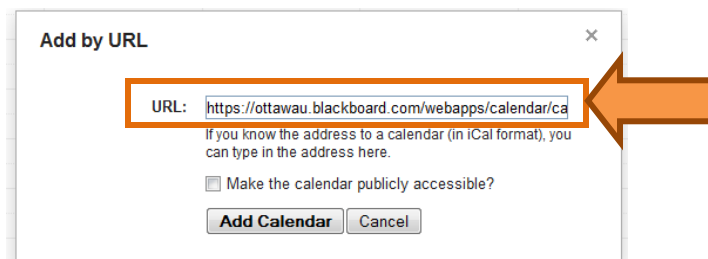 Add by URL
URL: https://ottawau.blackboard.com/webapps/calendar/ca
If you know the address to a calendar (in iCal format), you
can type in the address here.
Make the calendar publicly accessible?
Add Calendar Cancel